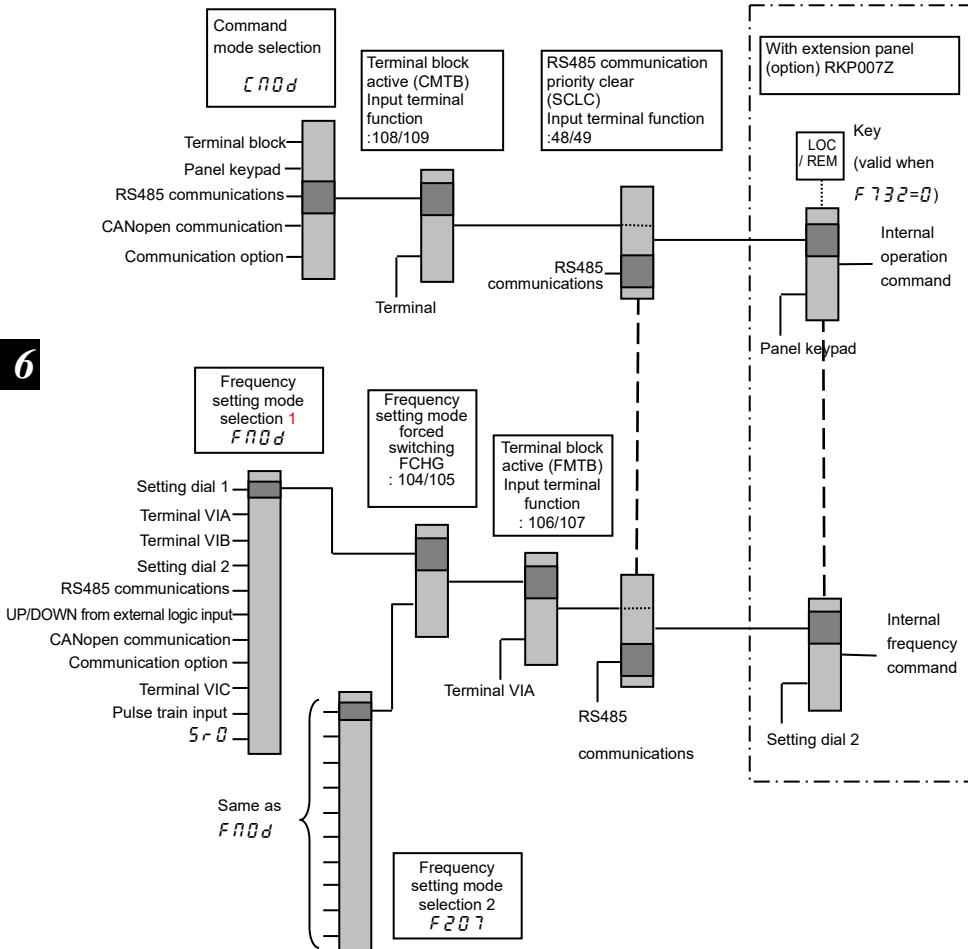 Command
mode selection
CMOd
Terminal block
active (CMTB)
Input terminal
function
:108/109
RS485 communication
priority clear
(SCLC)
Input terminal function
:48/49
With extension panel
(option) RKP007Z
LOC
/ REM
Key
(valid when
F732=0)
Terminal block
Panel keypad
RS485 communications
CANopen communication
Communication option
Terminal
RS485
communications
Internal
operation
command
Panel keypad
6
Frequency
setting mode
selection 1
FMOd
Frequency
setting mode
forced
switching
FCHG
: 104/105
Terminal block
active (FMTB)
Input terminal
function
: 106/107
Setting dial 1
Terminal VIA
Terminal VIB
Setting dial 2
RS485 communications
UP/DOWN from external logic input
CANopen communication
Communication option
Terminal VIC
Pulse train input
Sr0
Terminal VIA
RS485
communications
Internal
frequency
command
Setting dial 2
Same as
FMOd
Frequency
setting mode
selection 2
F207